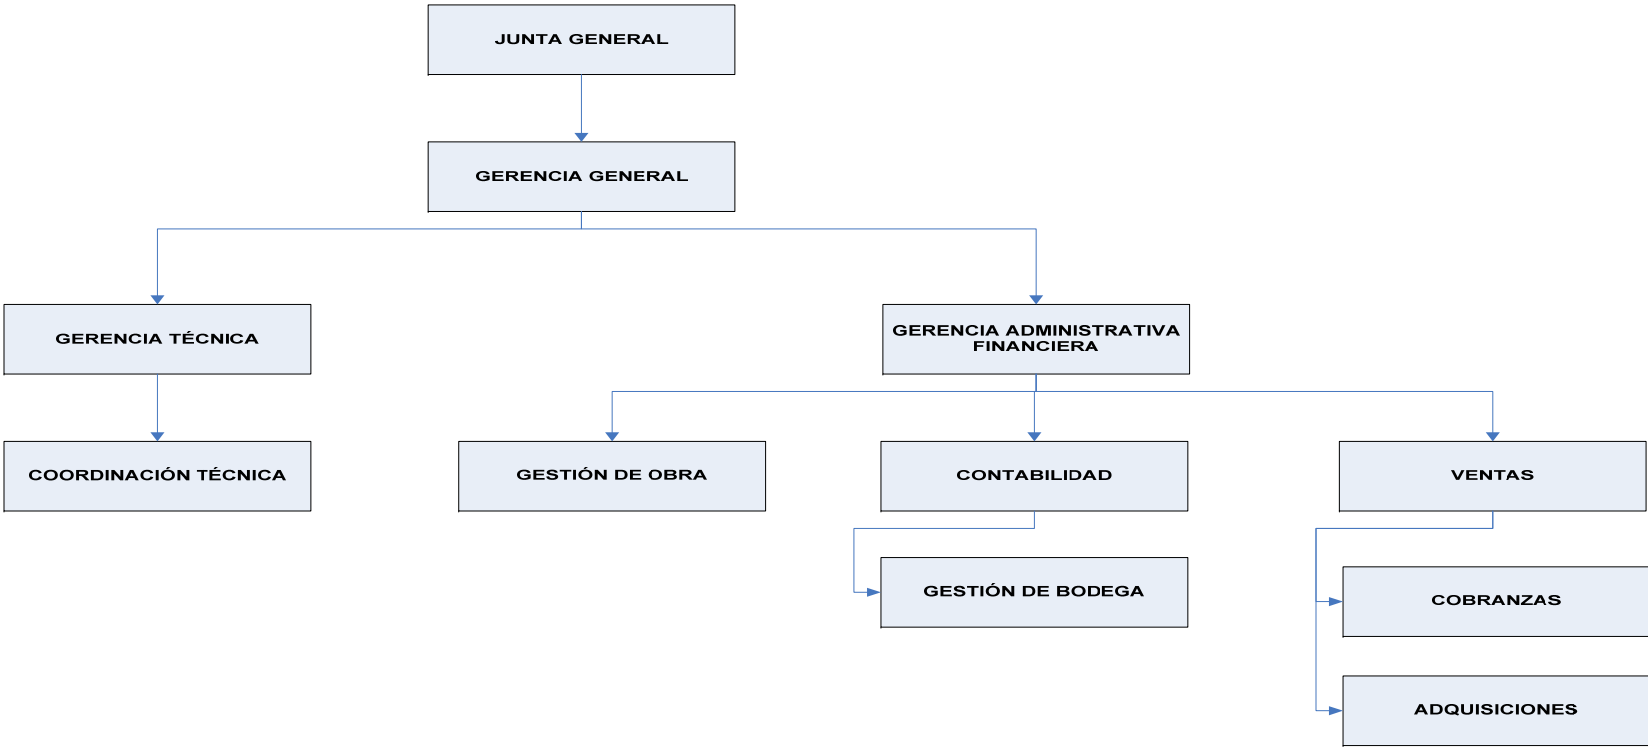 JUNTA GENERAL
GERENCIA GENERAL
GERENCIA TÉCNICA
GERENCIA ADMINISTRATIVA
FINANCIERA
COORDINACIÓN TÉCNICA
GESTIÓN DE OBRA
CONTABILIDAD
VENTAS
GESTIÓN DE BODEGA
COBRANZAS
ADQUISICIONES